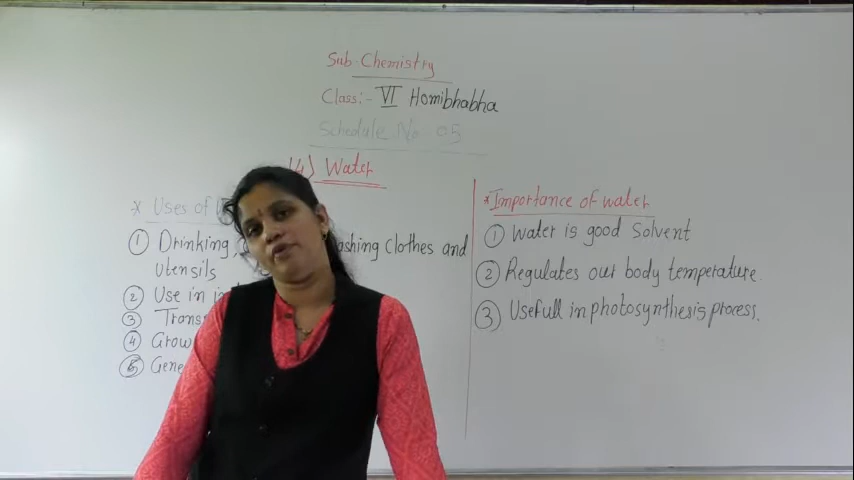 Sub-Chemistry
Class:- VI Homibhabha
Schedule No - 05
14) Water
* Uses of
① Drinking, ashing clothes and
utensils
② Use in
③ Trans
④ Grow
⑤ Gene
* Importance of water
① Water is good Solvent
② Regulates our body temperature.
③ Usefull in photosynthesis process.